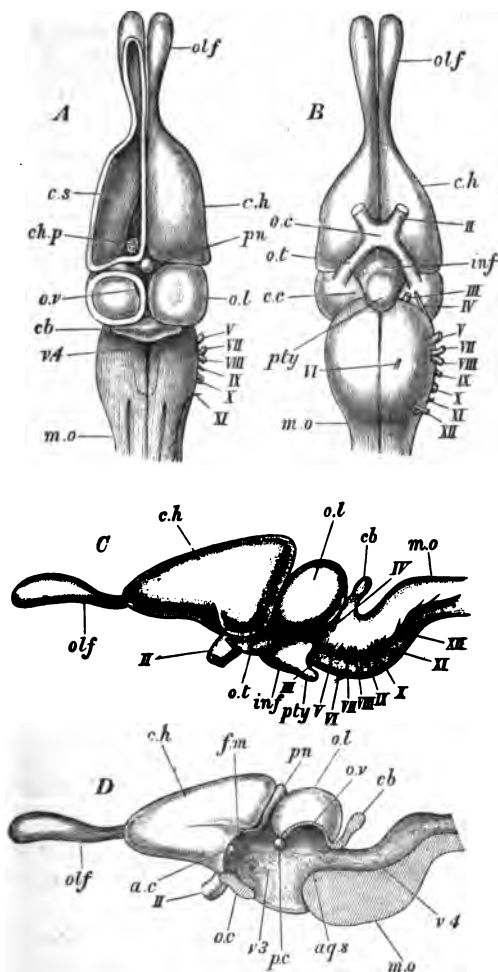 olf
olf
A
B
c.s
c.h
ch.p
pn
o.v
o.l
cb
v.4
V
VII
VIII
IX
X
XI
m.o
c.h
o.c
II
o.t
inf
c.c
III
IV
pty
V
VI
VII
VIII
IX
X
XI
XII
m.o
C
c.h
o.l
cb
m.o
IV
olf
II
o.t
inf
III
pty
V
VI
VII
VIII
IX
X
XI
XII
D
c.h
f.m
pn
o.l
o.v
cb
olf
a.c
II
o.c
v3
p.c
aq.s
v4
m.o